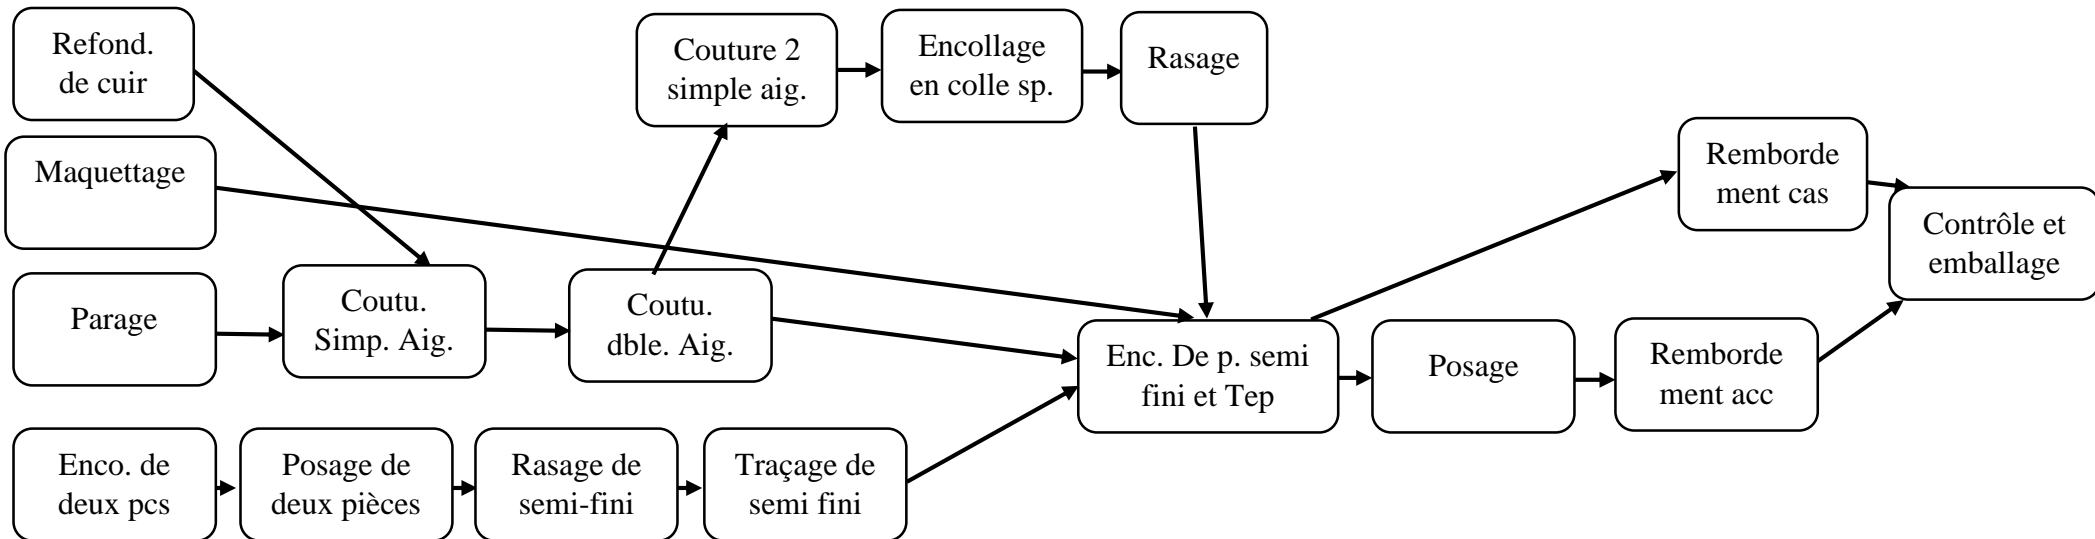 Refond.
de cuir
Couture 2
simple aig.
Encollage
en colle sp.
Rasage
Maquettage
Remborde
ment cas
Contrôle et
emballage
Parage
Coutu.
Simp. Aig.
Coutu.
dble. Aig.
Enc. De p. semi
fini et Tep
Posage
Remborde
ment acc
Enco. de
deux pcs
Posage de
deux pièces
Rasage de
semi-fini
Traçage de
semi fini